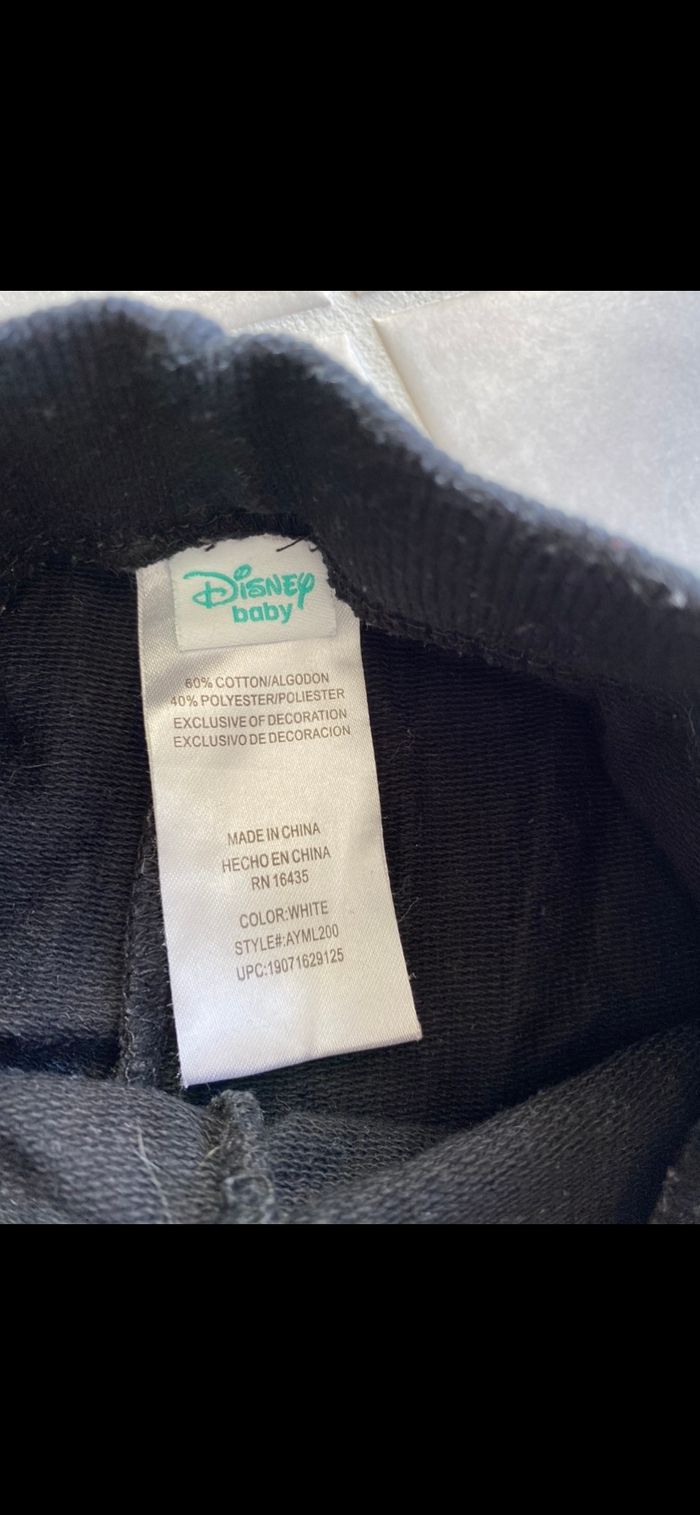 Disney
baby
60% COTTON/ALGODON
40% POLYESTER/POLIESTER
EXCLUSIVE OF DECORATION
EXCLUSIVO DE DECORACION
MADE IN CHINA
HECHO EN CHINA
RN 16435
COLOR:WHITE
STYLE#:AYML200
UPC:19071629125